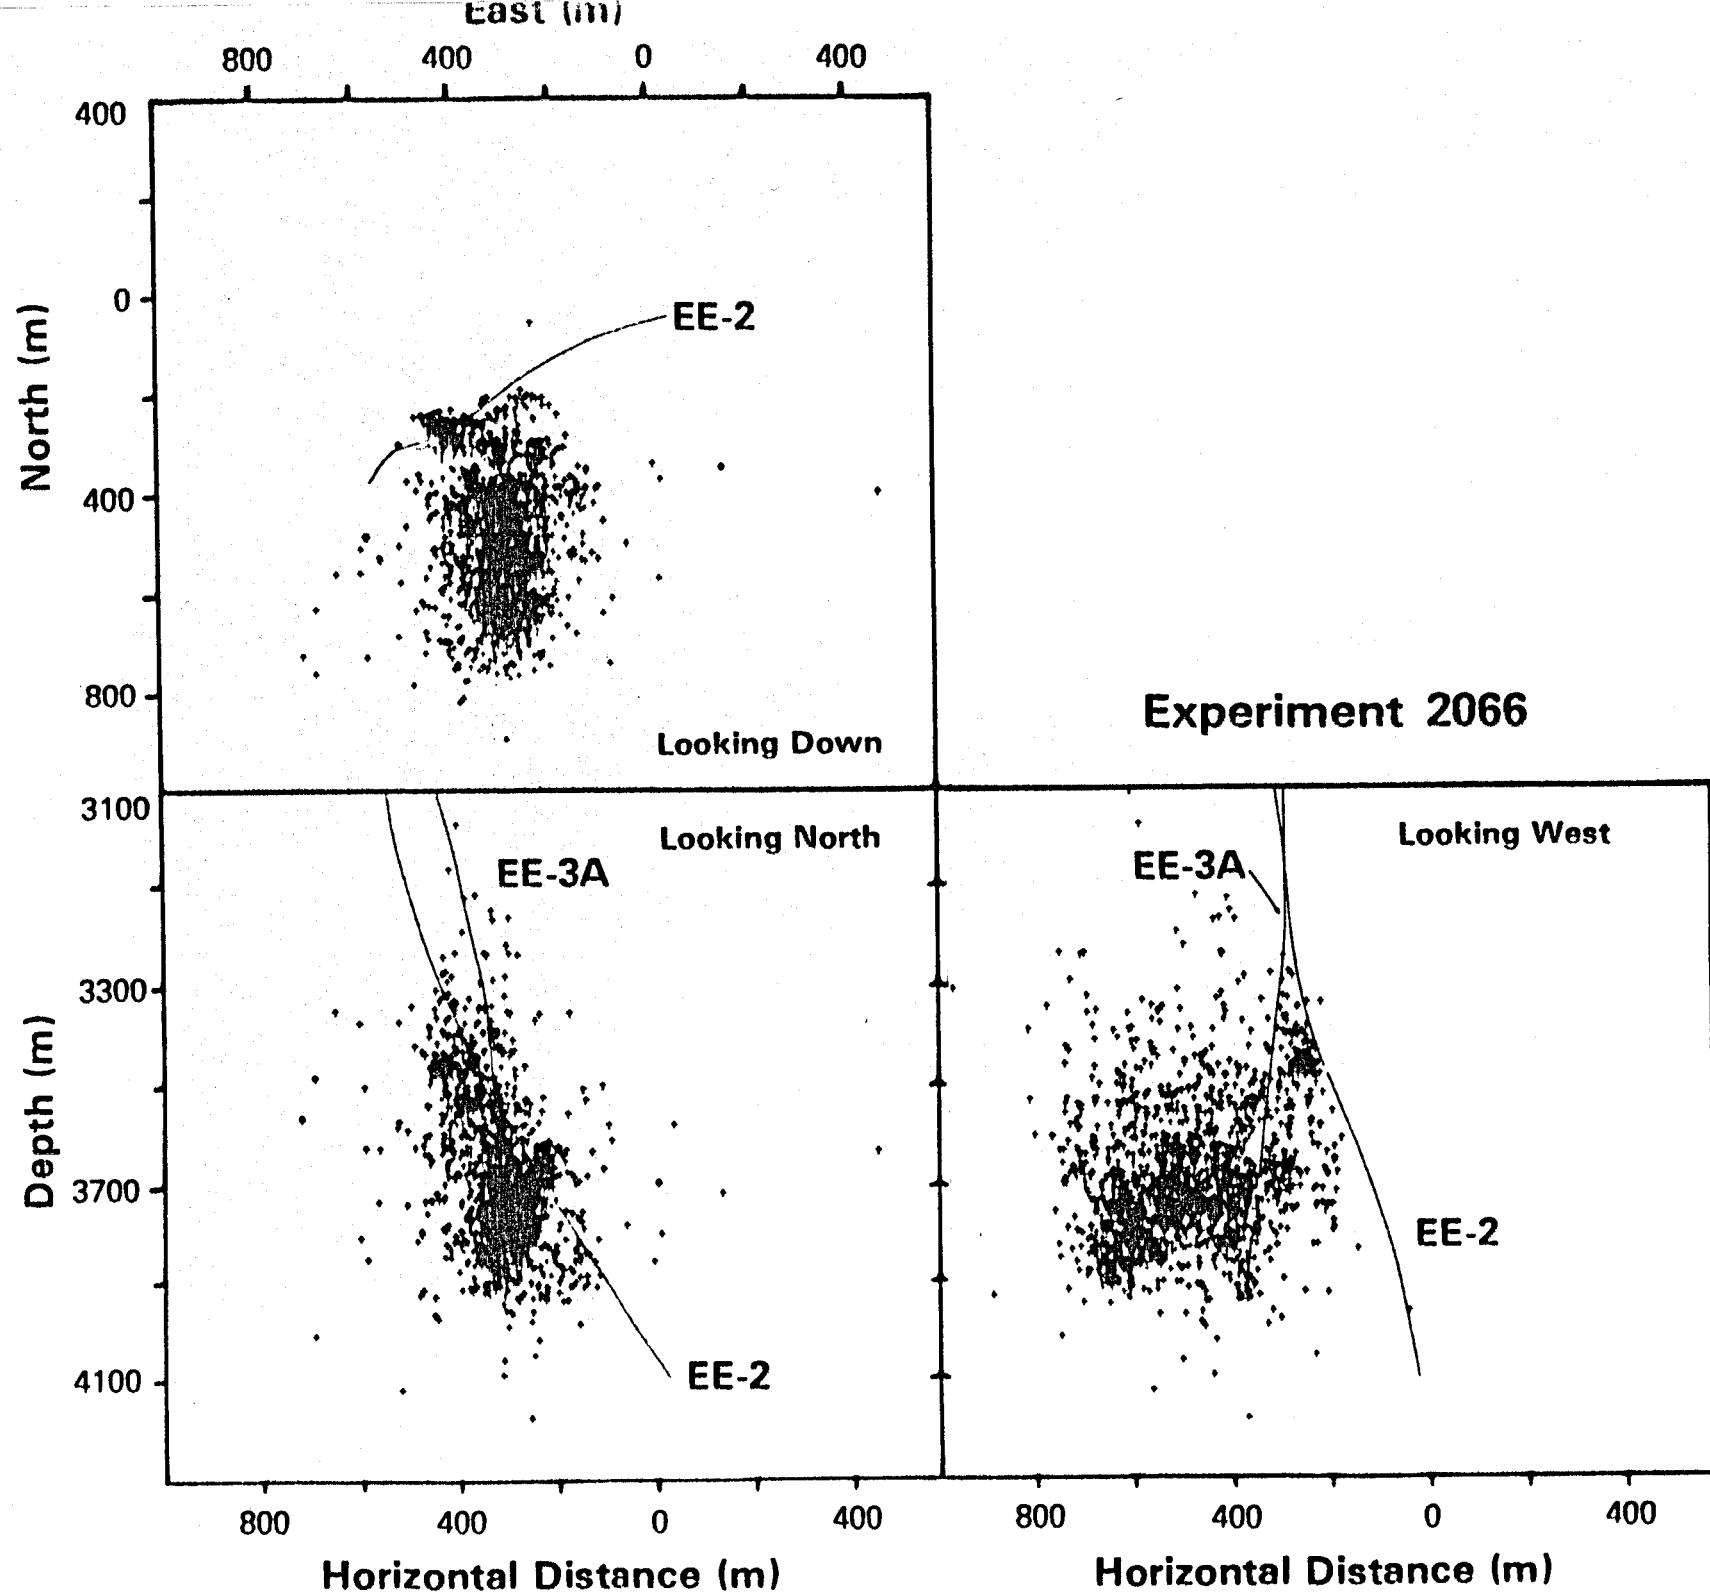 East (m)
800 400 0 400
400
0
400
800
North (m)
EE-2
Looking Down
Experiment 2066
3100
3300
3700
4100
Depth (m)
Looking North
EE-3A
EE-2
Looking West
EE-3A
EE-2
800 400 0 400
800 400 0 400
Horizontal Distance (m)
Horizontal Distance (m)